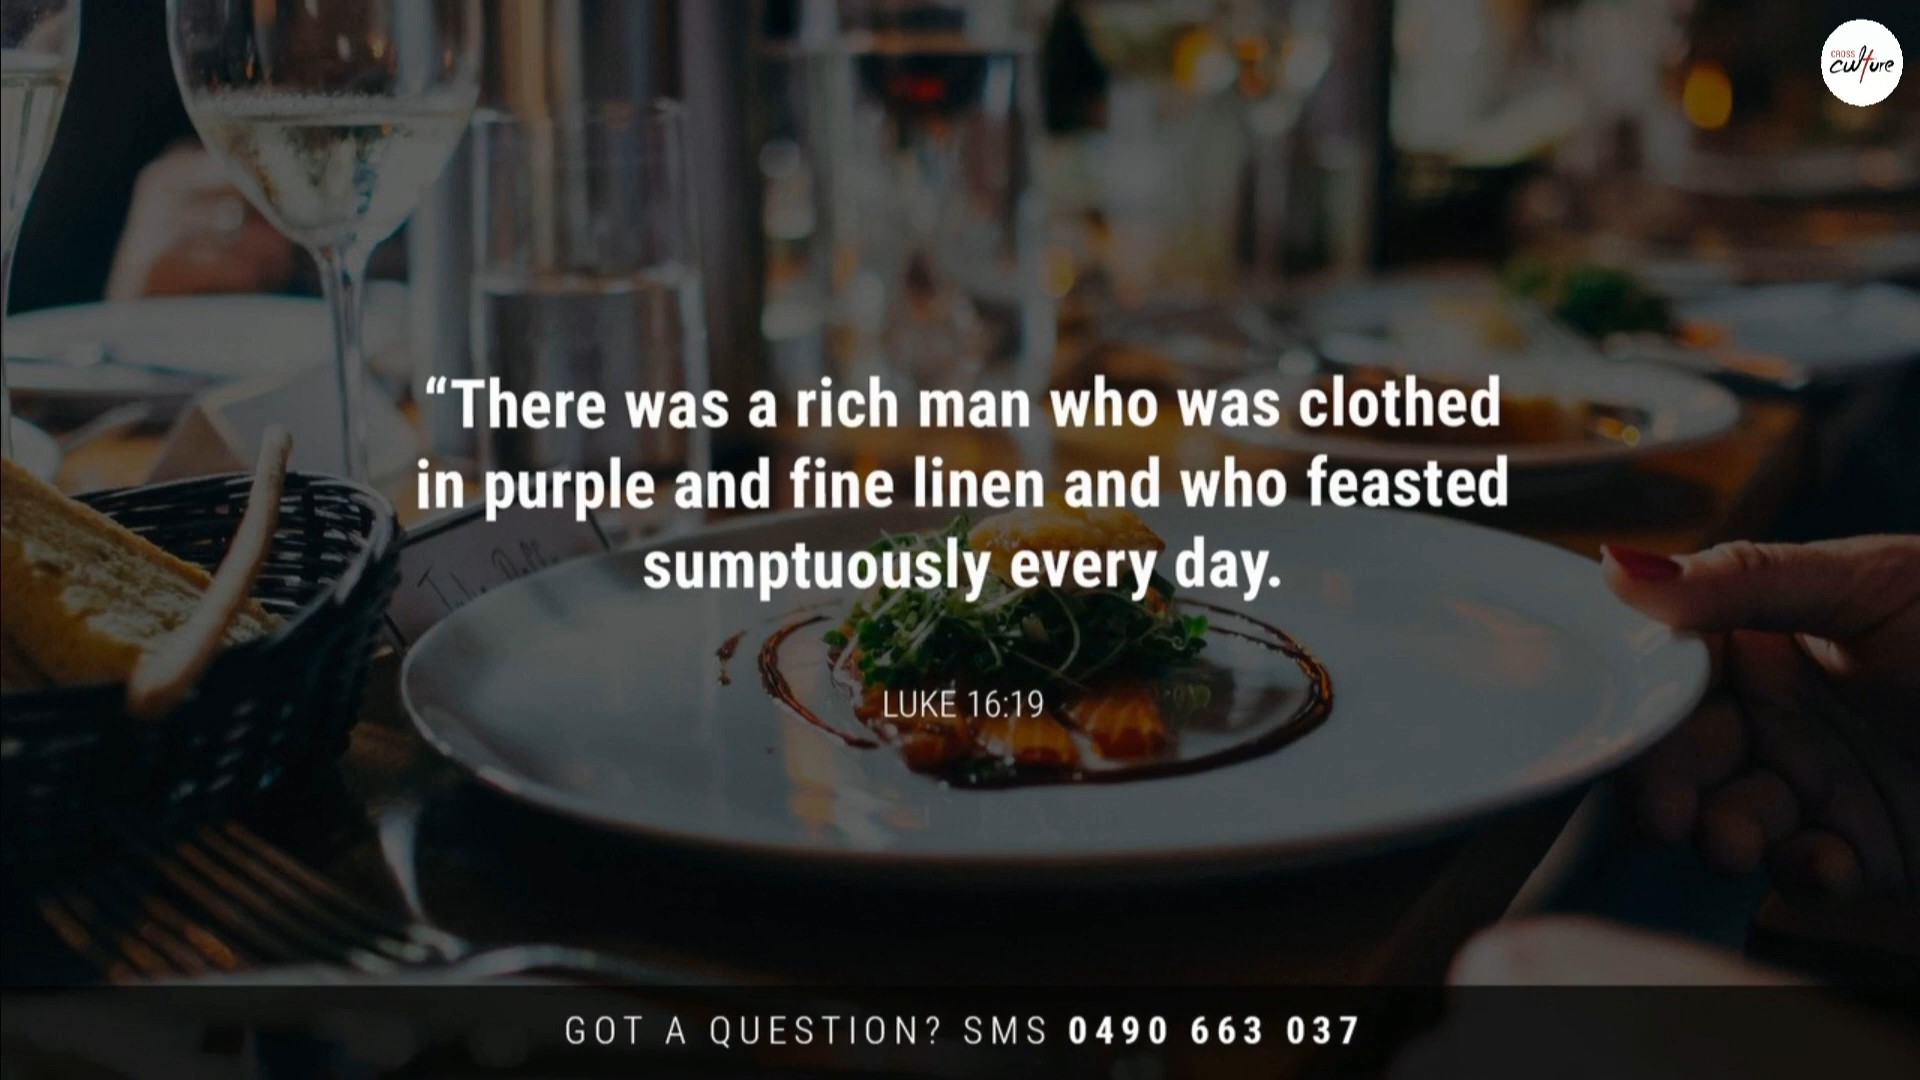 CROSS
culture
“There was a rich man who was clothed
in purple and fine linen and who feasted
sumptuously every day.
LUKE 16:19
GOT A QUESTION? SMS 0490 663 037